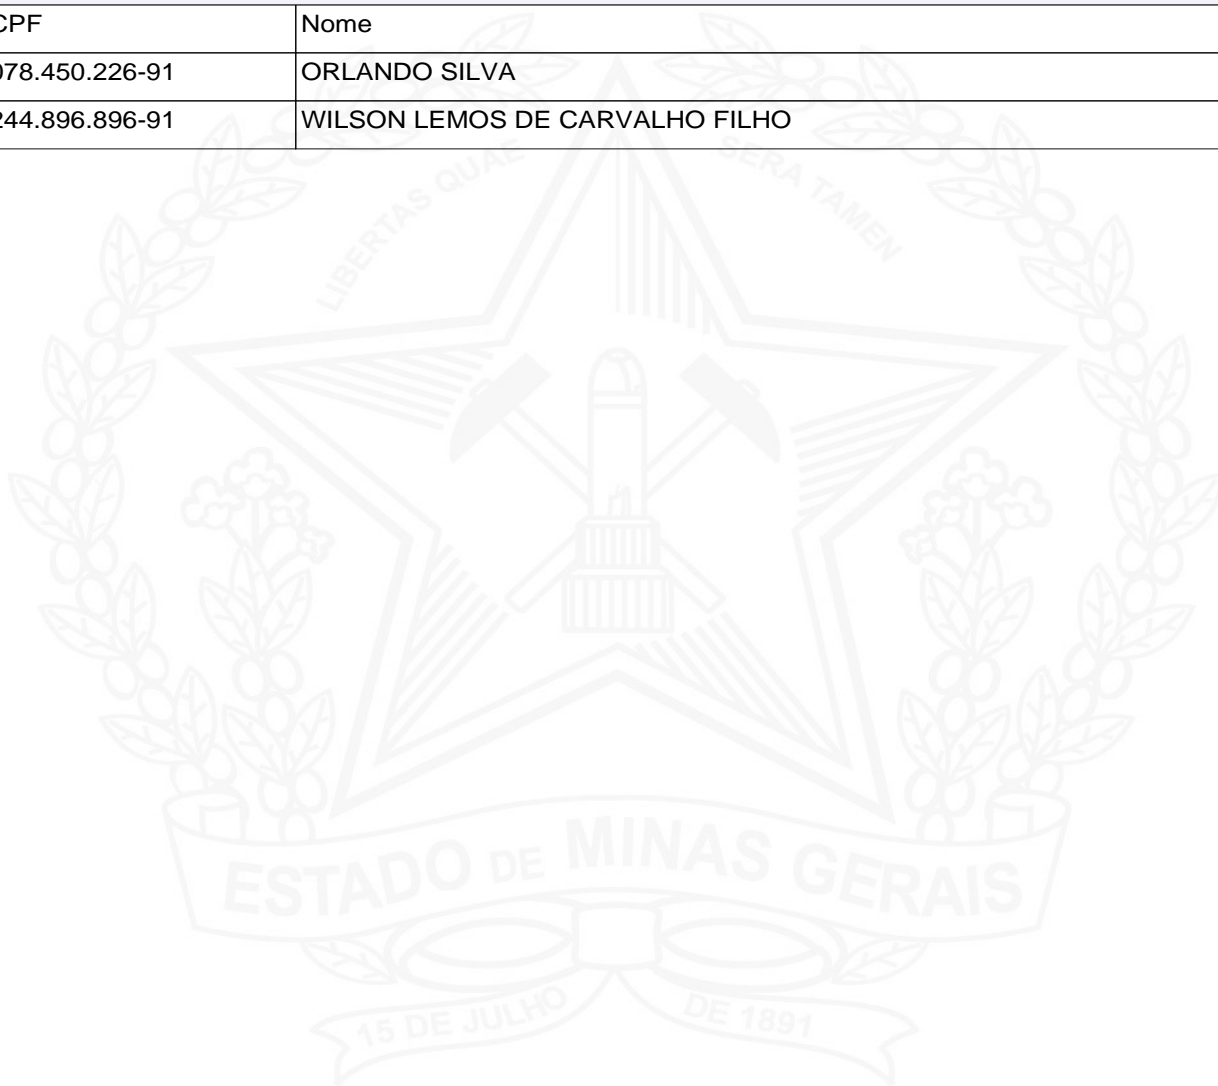 CPF Nome
078.450.226-91 ORLANDO SILVA
244.896.896-91 WILSON LEMOS DE CARVALHO FILHO
LIBERTAS QUAE SERA TAMEN
ESTADO DE MINAS GERAIS
15 DE JULHO DE 1891